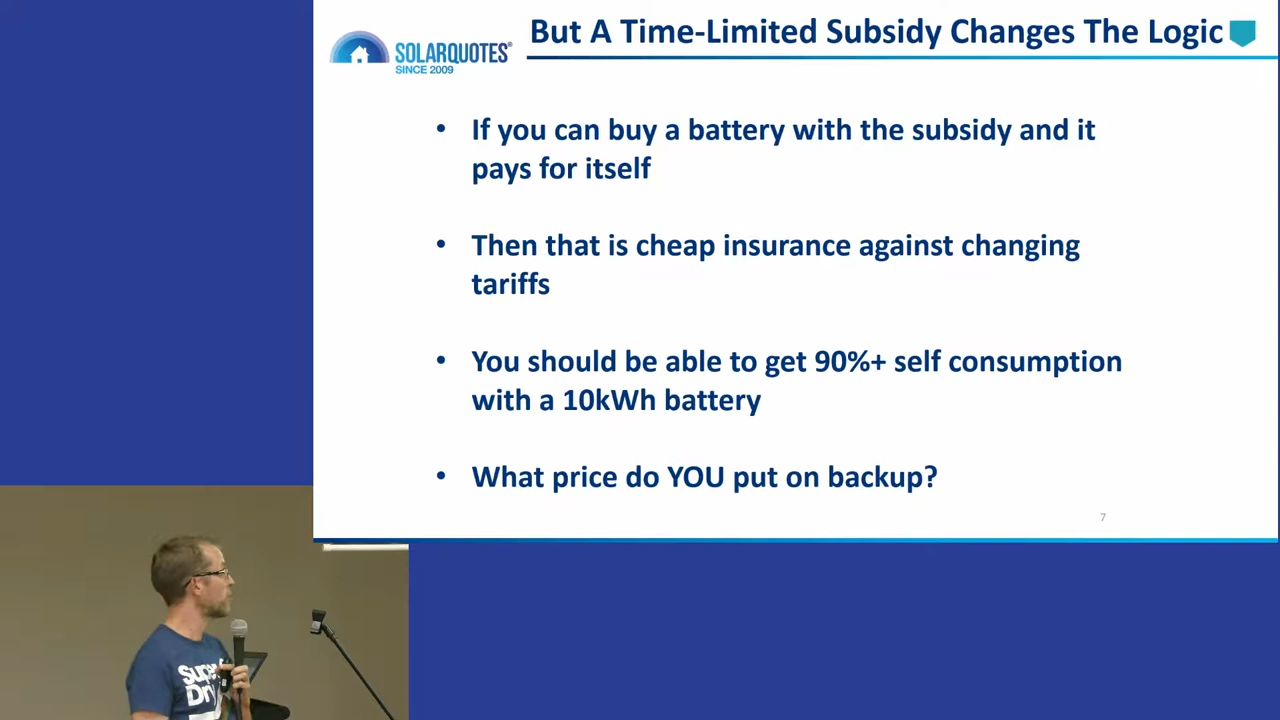 But A Time-Limited Subsidy Changes The Logic
SOLARQUOTES®
SINCE 2009
• If you can buy a battery with the subsidy and it
pays for itself
• Then that is cheap insurance against changing
tariffs
• You should be able to get 90%+ self consumption
with a 10kWh battery
• What price do YOU put on backup?
7
Super
Dry